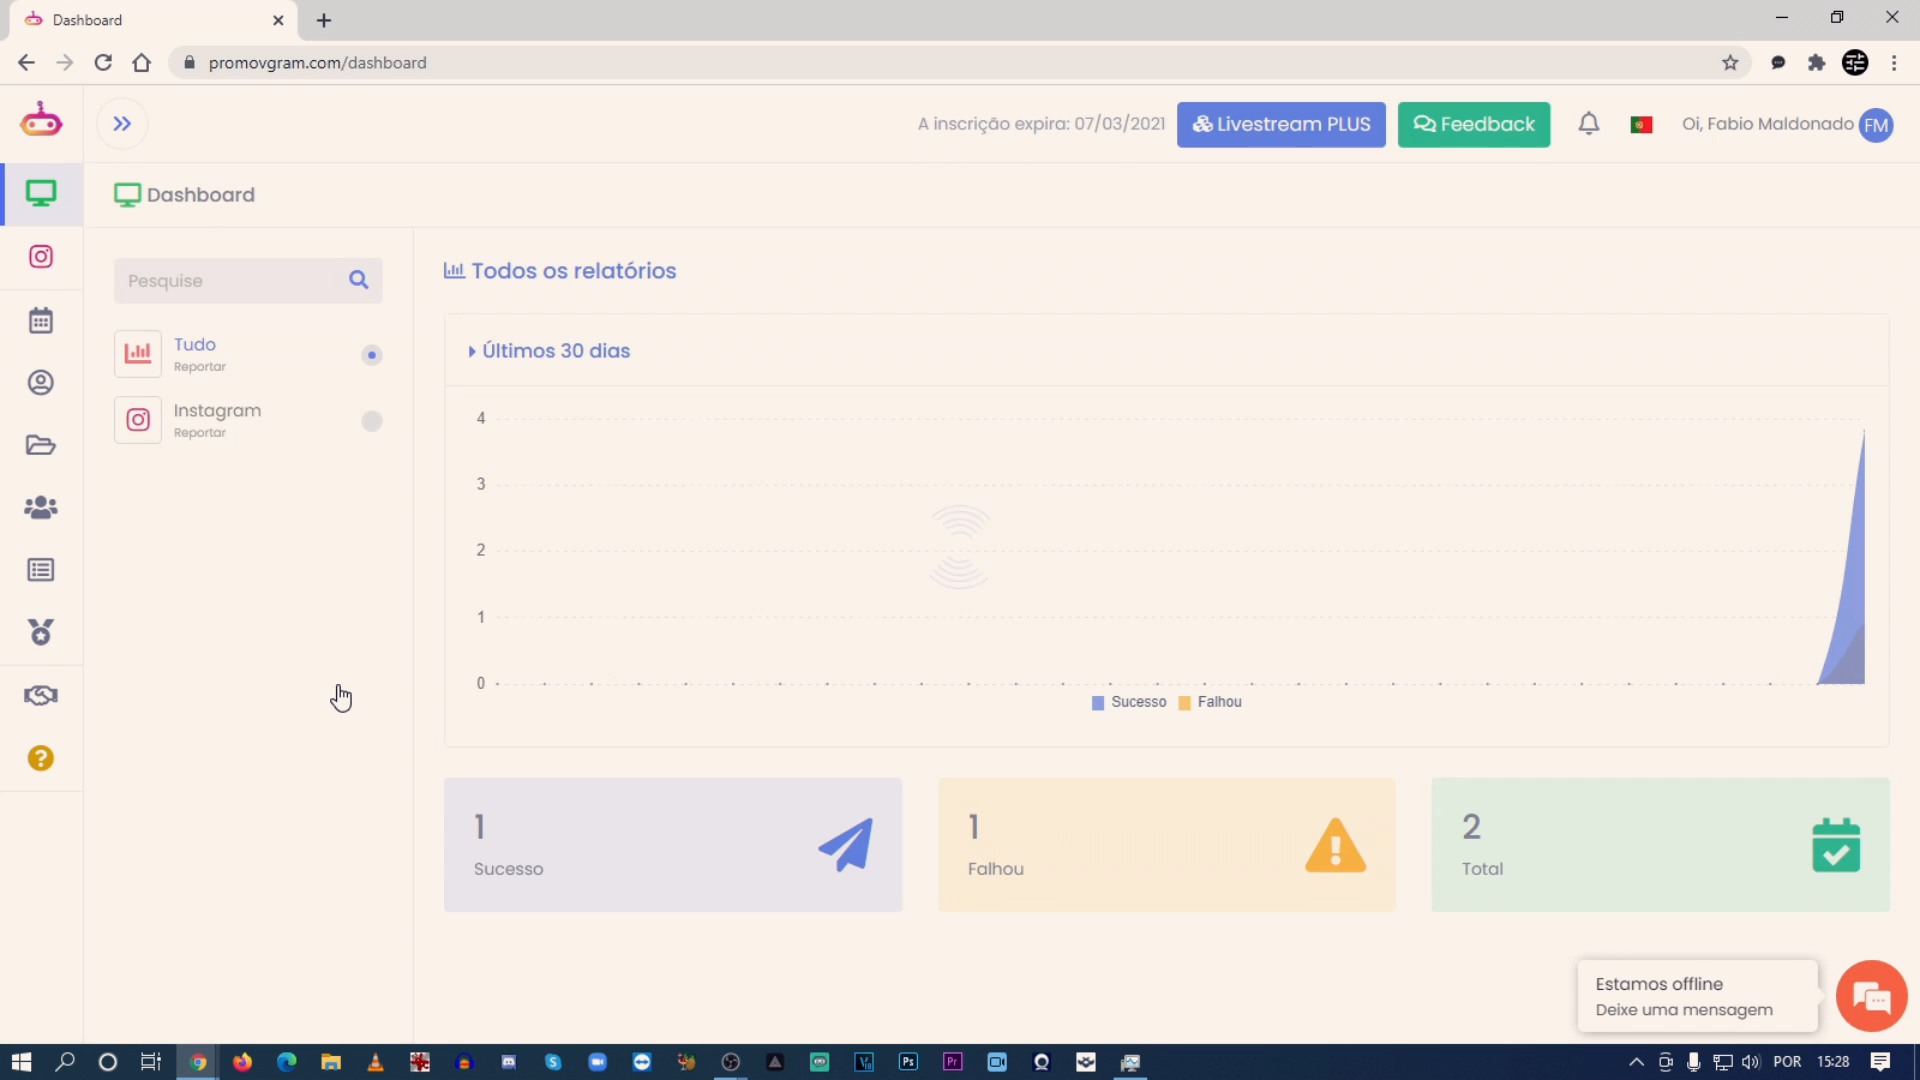 Dashboard
promovgram.com/dashboard
A inscrição expira: 07/03/2021
Livestream PLUS
Feedback
Oi, Fabio Maldonado
FM
Dashboard
Pesquise
Tudo
Reportar
Instagram
Reportar
Todos os relatórios
Últimos 30 dias
4
3
2
1
0
Sucesso
Falhou
1
Sucesso
1
Falhou
2
Total
Estamos offline
Deixe uma mensagem
Ps
Pr
POR
15:28